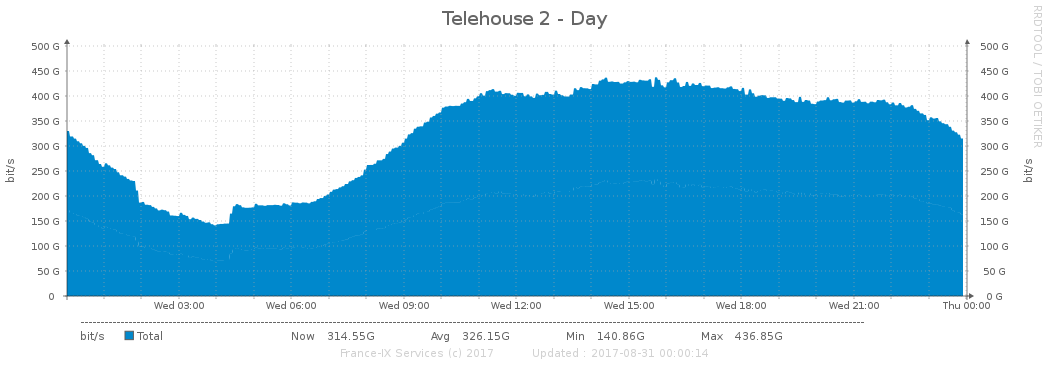 Telehouse 2 - Day
RRDTOOL / TOBI OETIKER
500 G 500 G
450 G 450 G
400 G 400 G
350 G 350 G
300 G 300 G
250 G 250 G
200 G 200 G
150 G 150 G
100 G 100 G
50 G 50 G
0 0 G
bit/s bit/s
Wed 03:00 Wed 06:00 Wed 09:00 Wed 12:00 Wed 15:00 Wed 18:00 Wed 21:00 Thu 00:00
bit/s Total Now 314.55G Avg 326.15G Min 140.86G Max 436.85G
France-IX Services (c) 2017 Updated : 2017-08-31 00:00:14